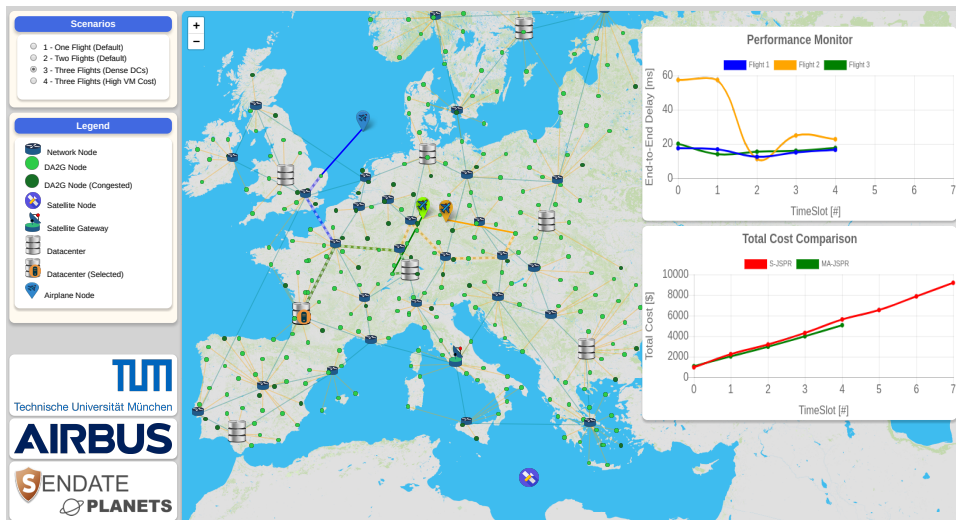 Scenarios
1 - One Flight (Default)
2 - Two Flights (Default)
3 - Three Flights (Dense DCs)
4 - Three Flights (High VM Cost)
Legend
Network Node
DA2G Node
DA2G Node (Congested)
Satellite Node
Satellite Gateway
Datacenter
Datacenter (Selected)
Airplane Node
TUM
Technische Universität München
AIRBUS
SENDATE
PLANETS
+
−
Performance Monitor
Flight 1 Flight 2 Flight 3
End-to-End Delay [ms]
60
40
20
0
0 1 2 3 4 5 6 7
TimeSlot [#]
Total Cost Comparison
S-JSPR MA-JSPR
Total Cost [$]
10000
8000
6000
4000
2000
0
0 1 2 3 4 5 6 7
TimeSlot [#]